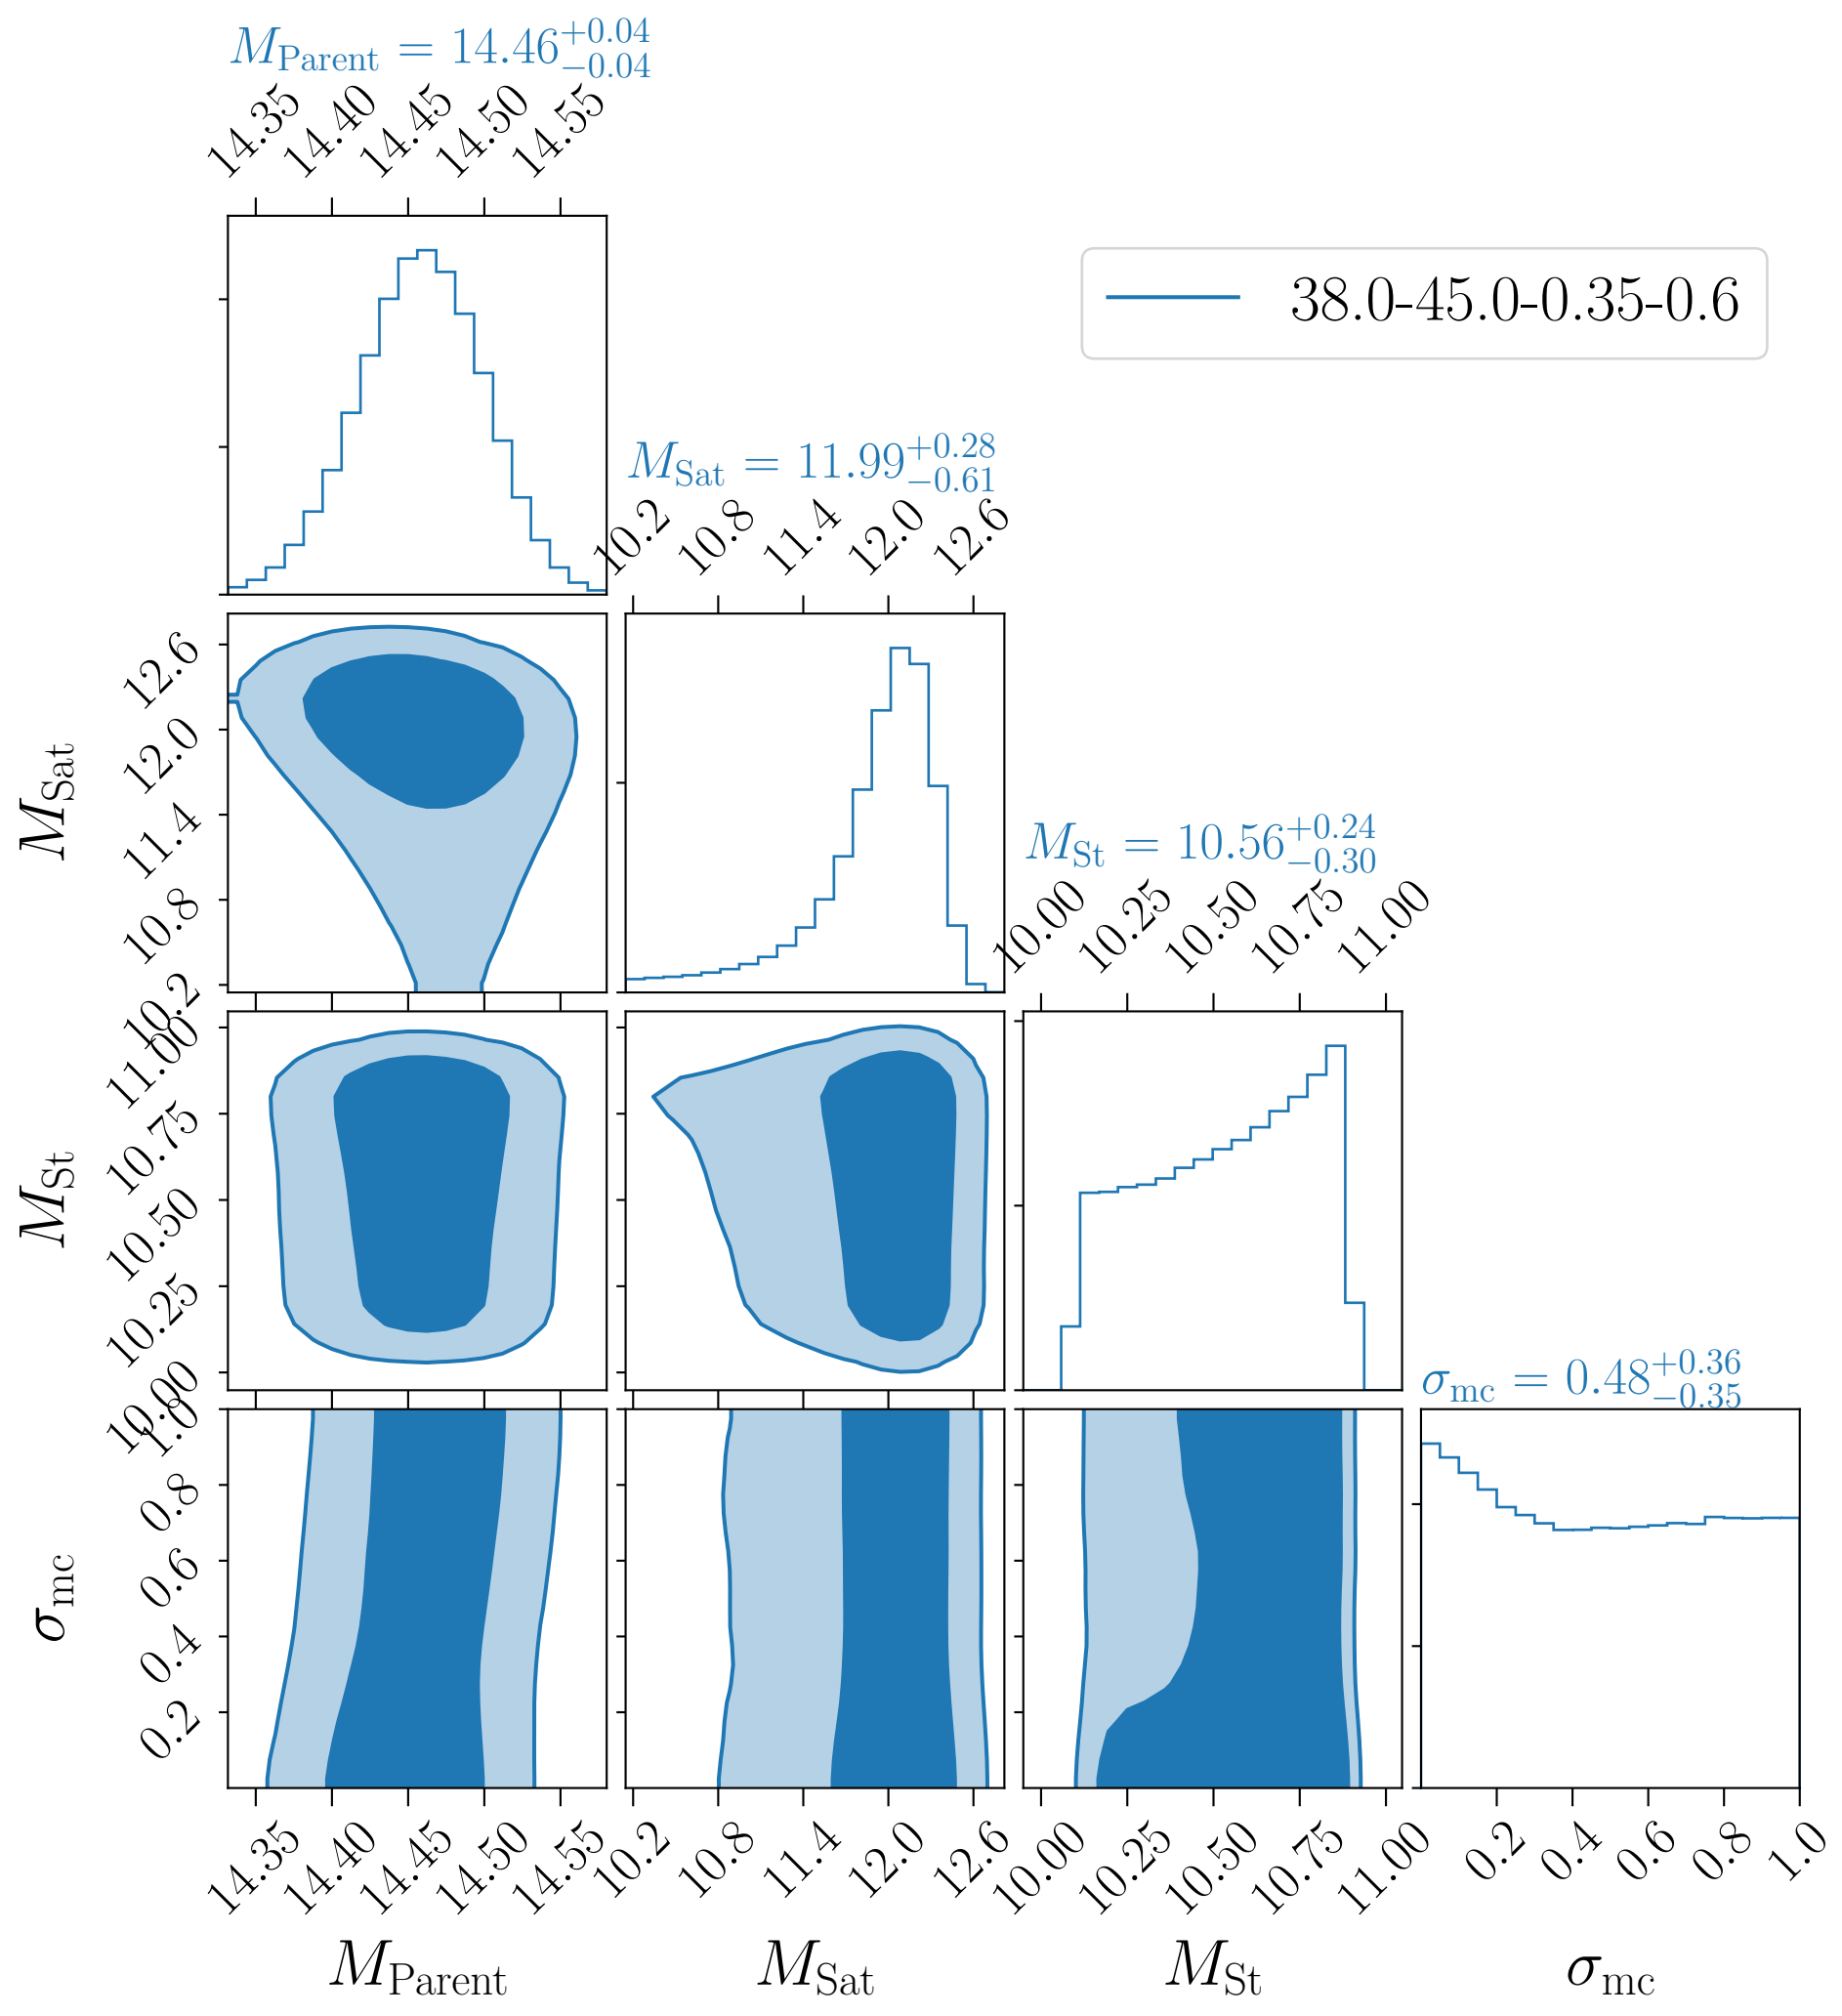 M_Parent = 14.46^{+0.04}_{-0.04}
14.35 14.40 14.45 14.50 14.55
38.0-45.0-0.35-0.6
M_Sat = 11.99^{+0.28}_{-0.61}
10.2 10.8 11.4 12.0 12.6
M_Sat
12.6
12.0
11.4
10.8
10.2
M_St = 10.56^{+0.24}_{-0.30}
10.00 10.25 10.50 10.75 11.00
M_St
11.00
10.75
10.50
10.25
10.00
σ_mc = 0.48^{+0.36}_{-0.35}
σ_mc
1.0
0.8
0.6
0.4
0.2
14.35 14.40 14.45 14.50 14.55 10.2 10.8 11.4 12.0 12.6 10.00 10.25 10.50 10.75 11.00 0.2 0.4 0.6 0.8 1.0
M_Parent M_Sat M_St σ_mc